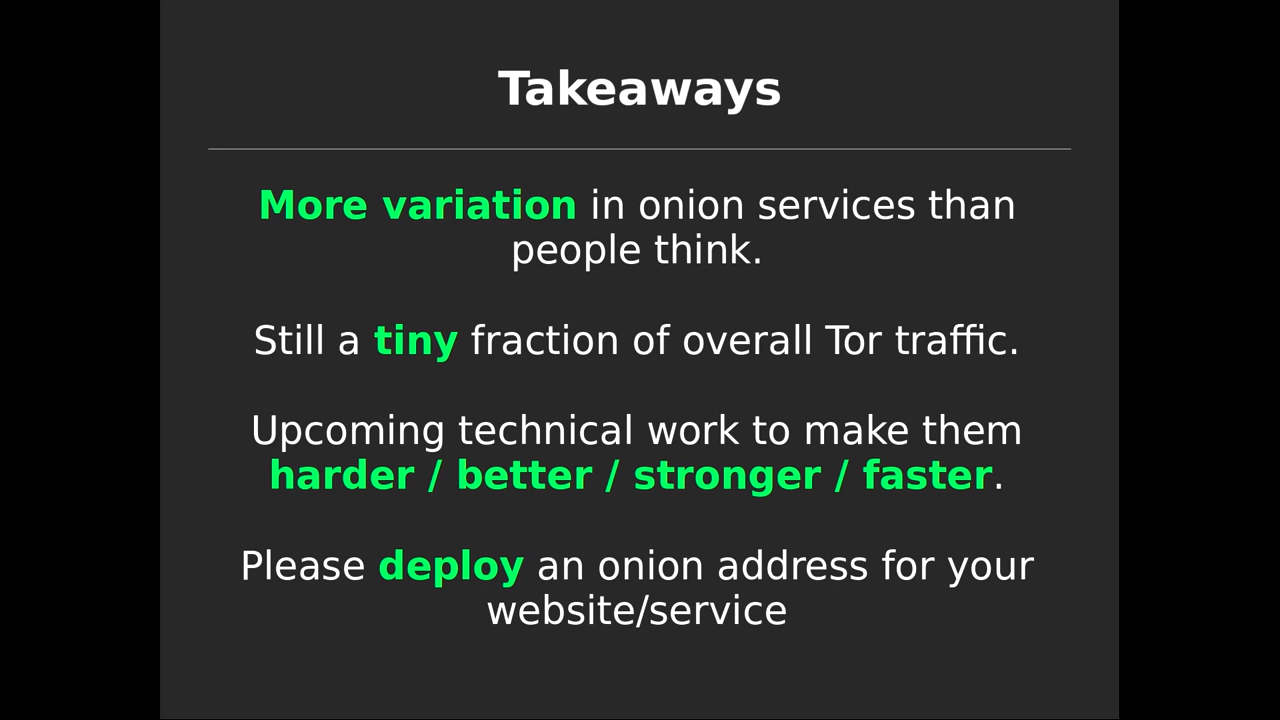 Takeaways
More variation in onion services than
people think.
Still a tiny fraction of overall Tor traffic.
Upcoming technical work to make them
harder / better / stronger / faster.
Please deploy an onion address for your
website/service